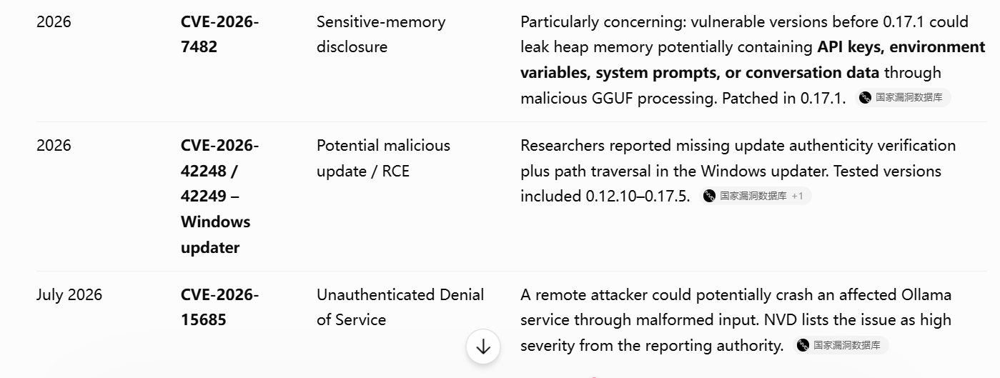 2026
CVE-2026-
7482
Sensitive-memory
disclosure
Particularly concerning: vulnerable versions before 0.17.1 could
leak heap memory potentially containing API keys, environment
variables, system prompts, or conversation data through
malicious GGUF processing. Patched in 0.17.1. 国家漏洞数据库
2026
CVE-2026-
42248 /
42249 –
Windows
updater
Potential malicious
update / RCE
Researchers reported missing update authenticity verification
plus path traversal in the Windows updater. Tested versions
included 0.12.10–0.17.5. 国家漏洞数据库 +1
July 2026
CVE-2026-
15685
Unauthenticated Denial
of Service
A remote attacker could potentially crash an affected Ollama
service through malformed input. NVD lists the issue as high
severity from the reporting authority. 国家漏洞数据库